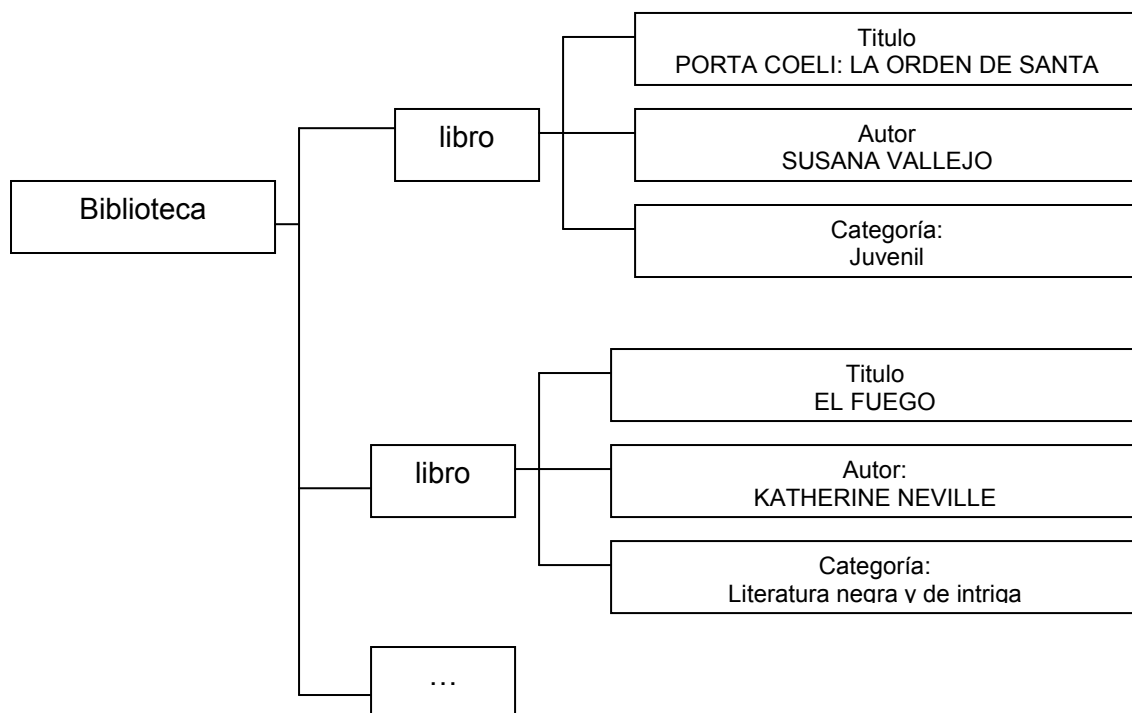 Biblioteca
libro
Titulo
PORTA COELI: LA ORDEN DE SANTA
Autor
SUSANA VALLEJO
Categoría:
Juvenil
libro
Titulo
EL FUEGO
Autor:
KATHERINE NEVILLE
Categoría:
Literatura negra y de intriga
…